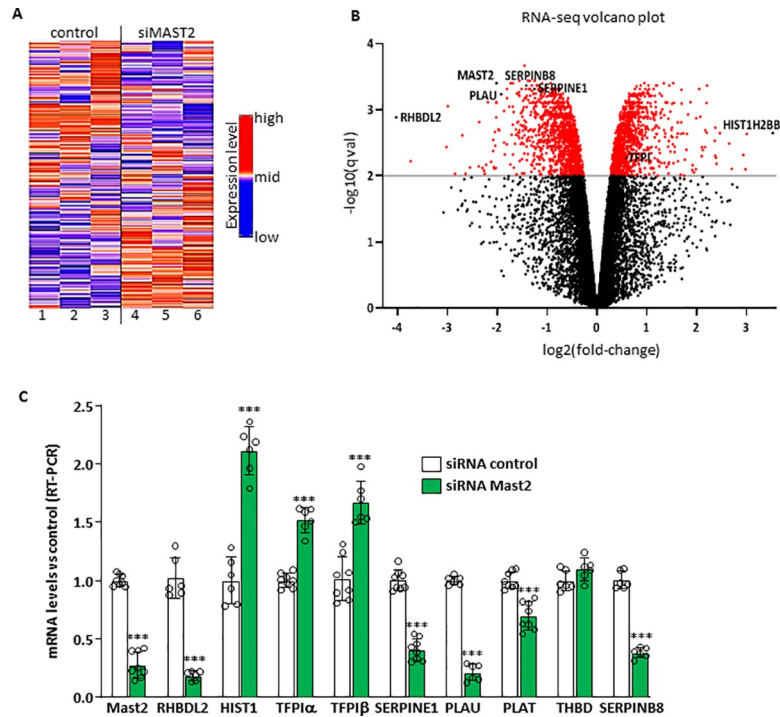 A
control siMAST2
high
mid
low
Expression level
1 2 3 4 5 6
B
RNA-seq volcano plot
-log10(qval)
4
3
2
1
0
MAST2 SERPINB8
PLAU SERPINE1
RHBDL2
HIST1H2BB
TFPI
-4 -3 -2 -1 0 1 2 3
log2(fold-change)
C
mRNA levels vs control (RT-PCR)
2.5
2.0
1.5
1.0
0.5
0.0
siRNA control
siRNA Mast2
*** *** *** *** *** *** *** *** ***
Mast2 RHBDL2 HIST1 TFPIα TFPIβ SERPINE1 PLAU PLAT THBD SERPINB8